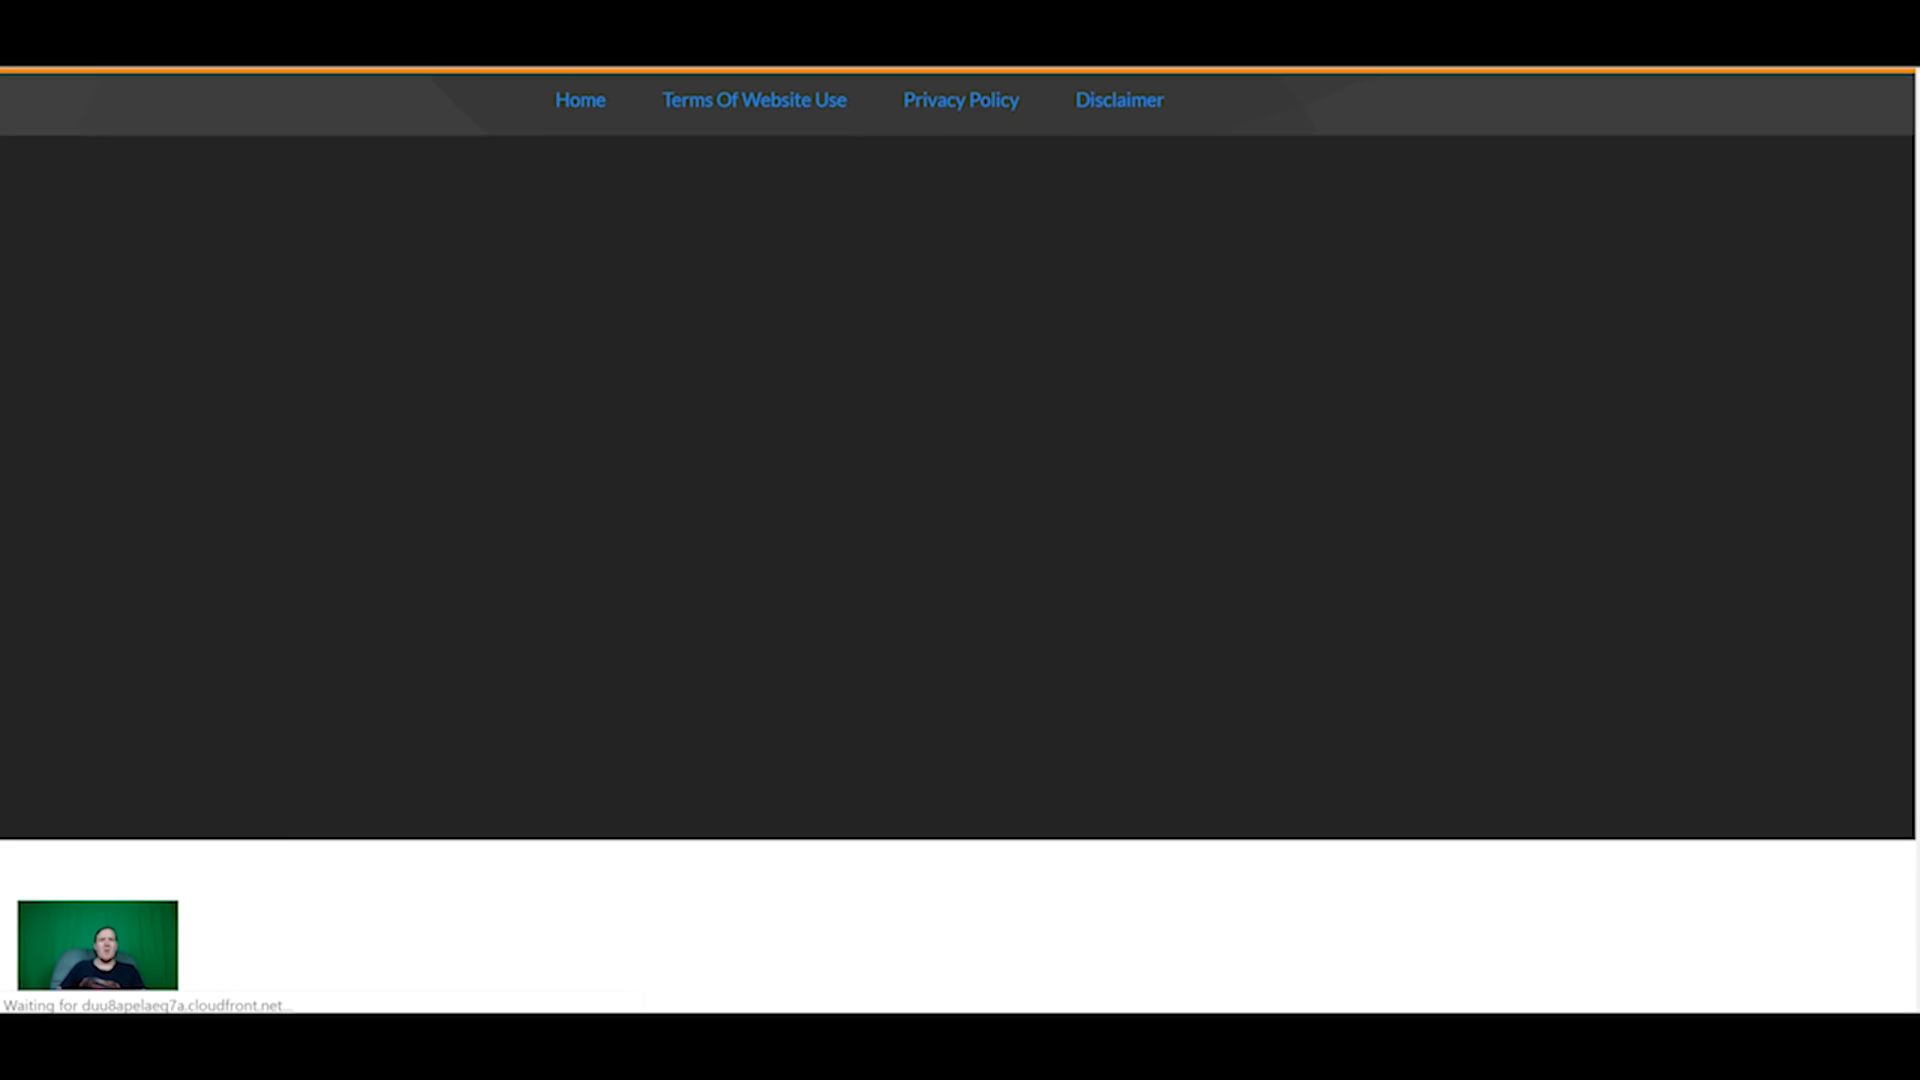 Home Terms Of Website Use Privacy Policy Disclaimer
Waiting for duu8apelaeq7a.cloudfront.net...